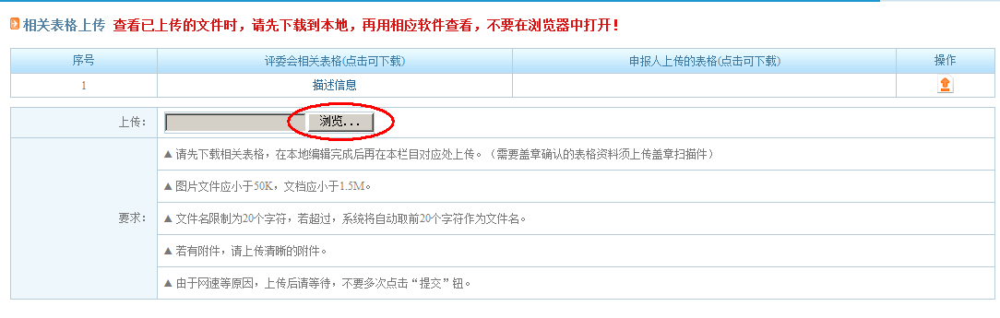 相关表格上传 查看已上传的文件时，请先下载到本地，再用相应软件查看，不要在浏览器中打开！
序号 评委会相关表格(点击可下载) 申报人上传的表格(点击可下载) 操作
1 描述信息
上传： 浏览...
▲ 请先下载相关表格，在本地编辑完成后再在本栏目对应处上传。（需要盖章确认的表格资料须上传盖章扫描件）
▲ 图片文件应小于50K，文档应小于1.5M。
要求： ▲ 文件名限制为20个字符，若超过，系统将自动取前20个字符作为文件名。
▲ 若有附件，请上传清晰的附件。
▲ 由于网速等原因，上传后请等待，不要多次点击“提交”钮。